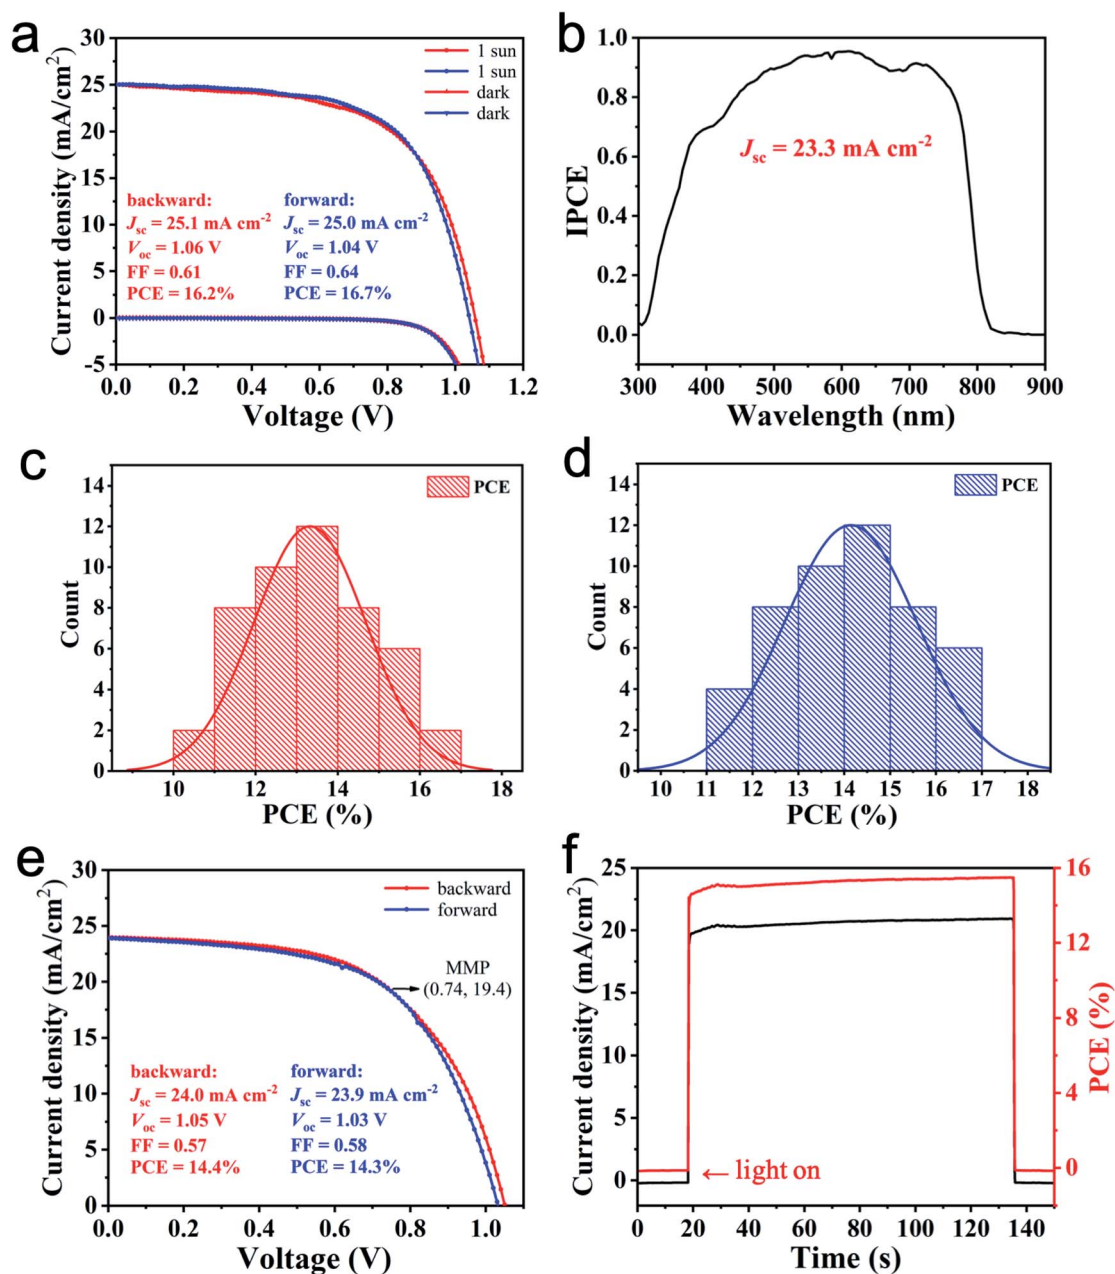 a
30
25
20
15
10
5
0
-5
Current density (mA/cm²)
1 sun
1 sun
dark
dark
backward:
J_sc = 25.1 mA cm⁻²
V_oc = 1.06 V
FF = 0.61
PCE = 16.2%
forward:
J_sc = 25.0 mA cm⁻²
V_oc = 1.04 V
FF = 0.64
PCE = 16.7%
0.0 0.2 0.4 0.6 0.8 1.0 1.2
Voltage (V)
b
1.0
0.8
0.6
0.4
0.2
0.0
IPCE
J_sc = 23.3 mA cm⁻²
300 400 500 600 700 800 900
Wavelength (nm)
c
14
12
10
8
6
4
2
0
Count
PCE
10 12 14 16 18
PCE (%)
d
14
12
10
8
6
4
2
0
Count
PCE
10 11 12 13 14 15 16 17 18
PCE (%)
e
30
25
20
15
10
5
0
Current density (mA/cm²)
backward
forward
MMP
(0.74, 19.4)
backward:
J_sc = 24.0 mA cm⁻²
V_oc = 1.05 V
FF = 0.57
PCE = 14.4%
forward:
J_sc = 23.9 mA cm⁻²
V_oc = 1.03 V
FF = 0.58
PCE = 14.3%
0.0 0.2 0.4 0.6 0.8 1.0
Voltage (V)
f
25
20
15
10
5
0
Current density (mA/cm²)
← light on
16
12
8
4
0
PCE (%)
0 20 40 60 80 100 120 140
Time (s)